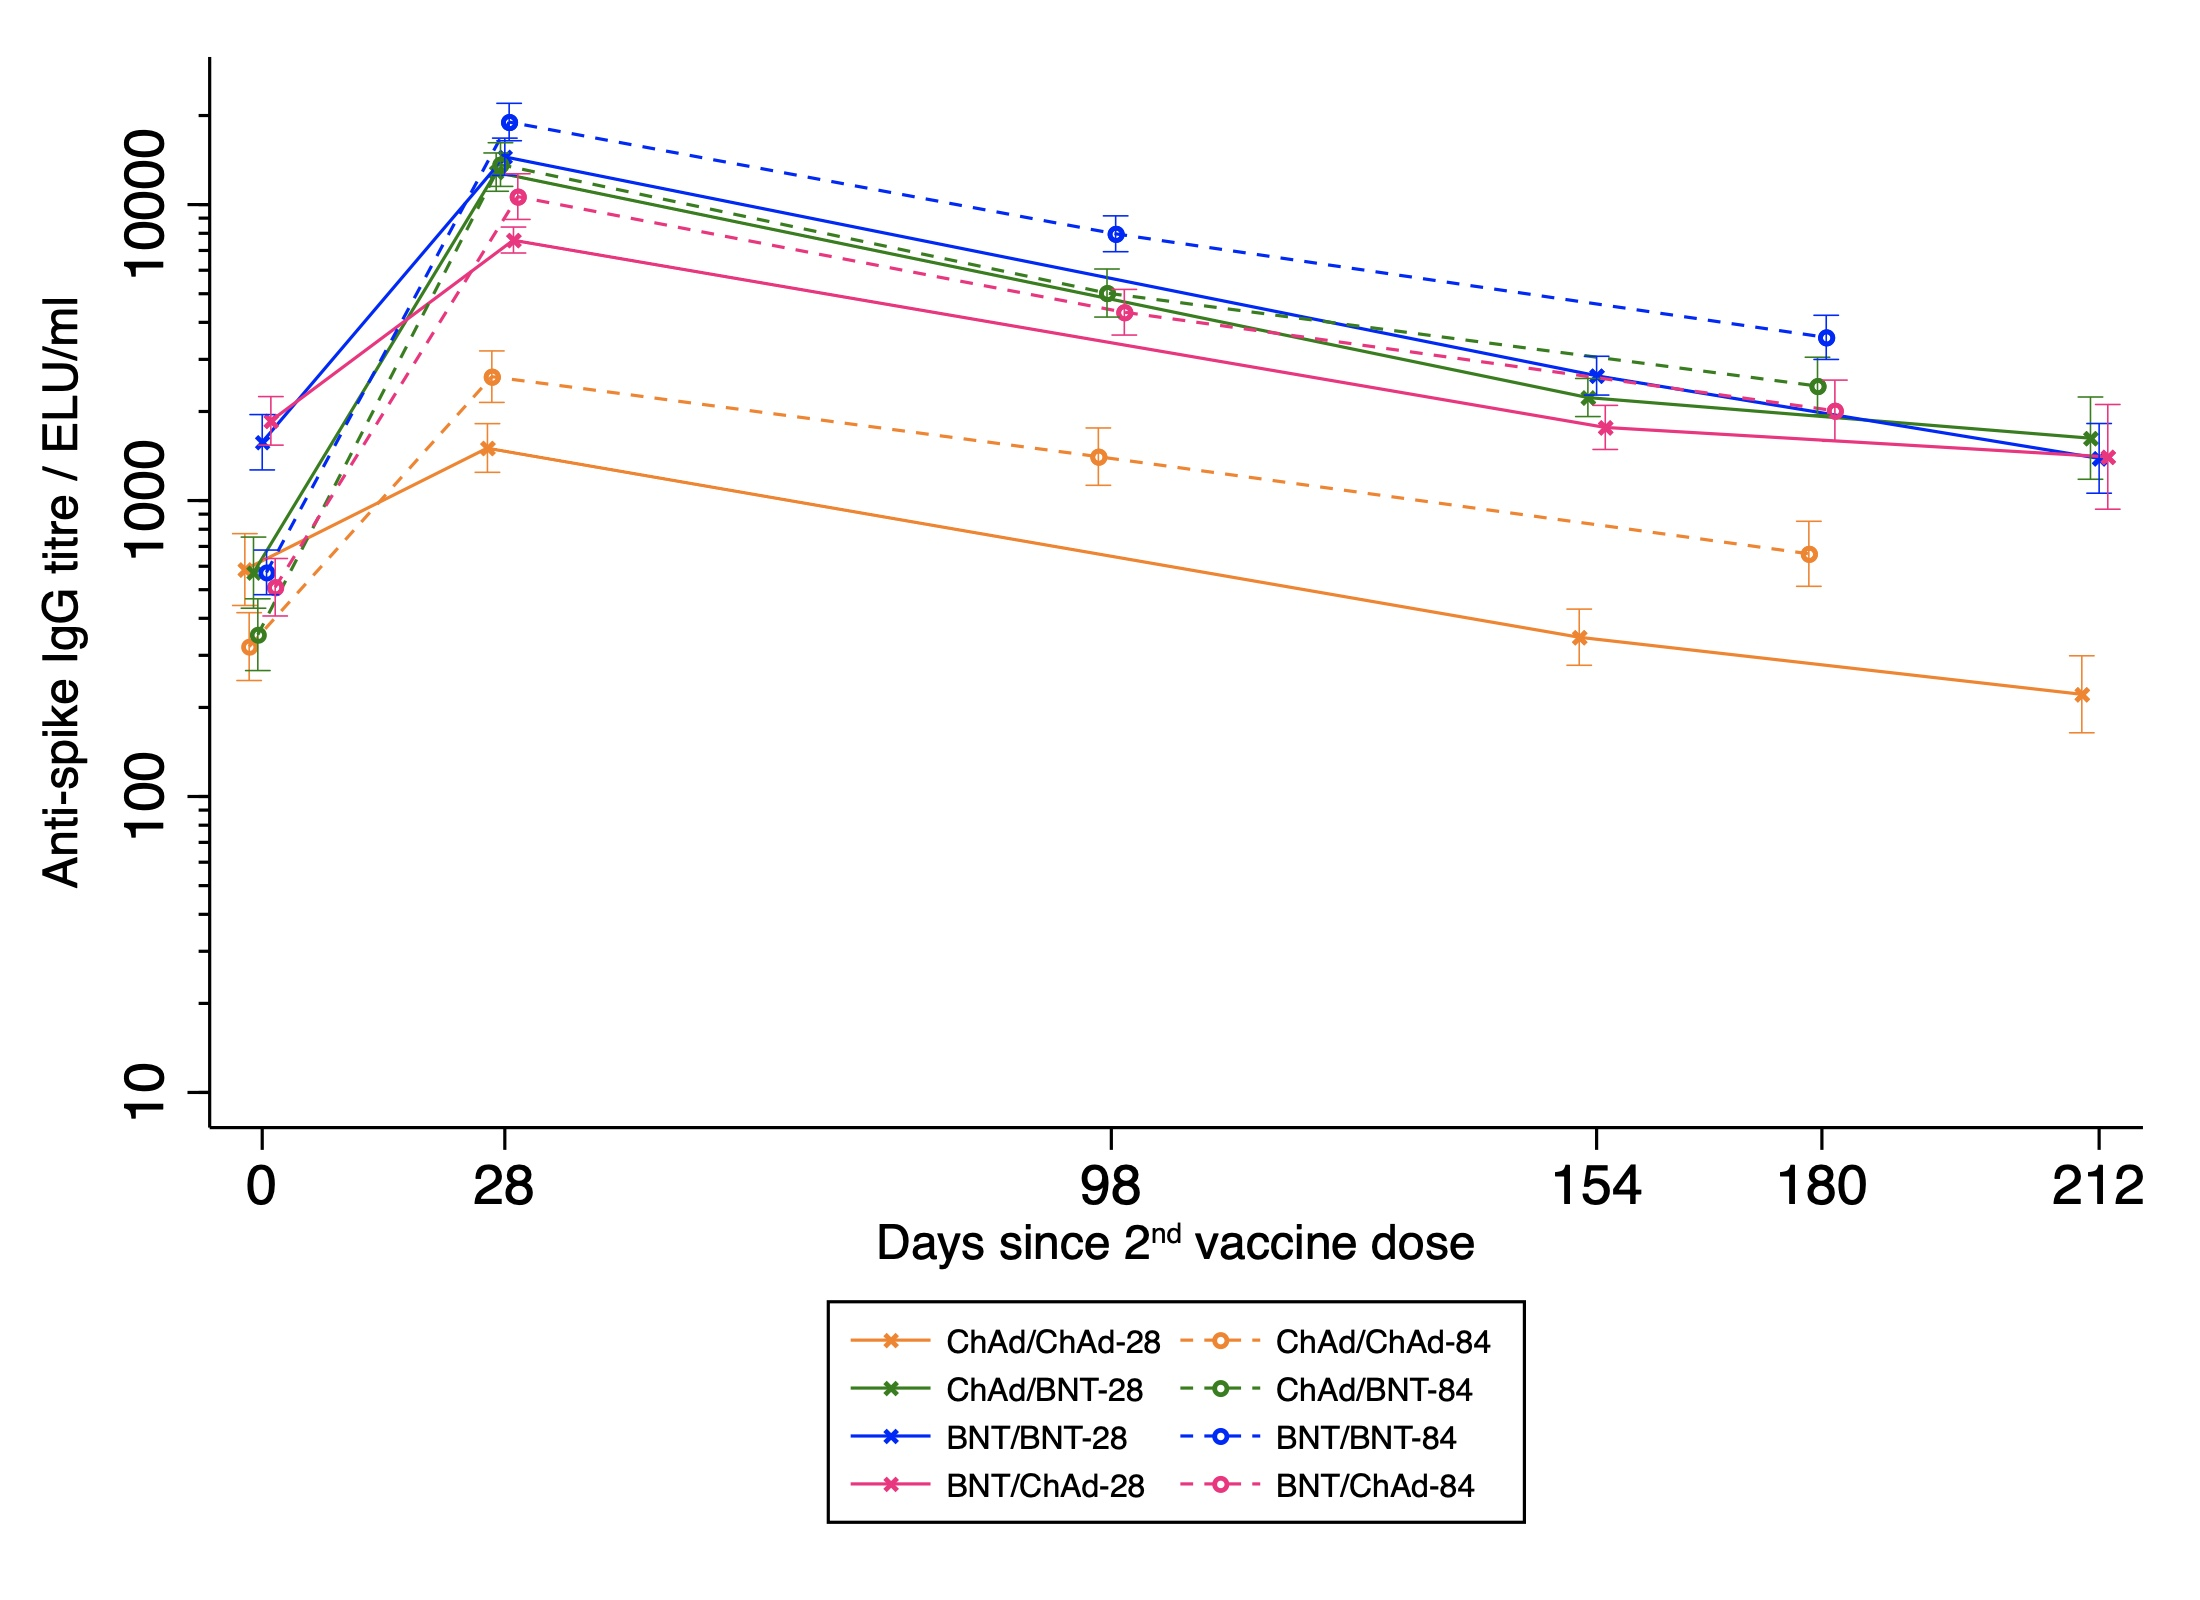 Anti-spike IgG titre / ELU/ml
10000
1000
100
10
0 28 98 154 180 212
Days since 2nd vaccine dose
ChAd/ChAd-28 ChAd/ChAd-84
ChAd/BNT-28 ChAd/BNT-84
BNT/BNT-28 BNT/BNT-84
BNT/ChAd-28 BNT/ChAd-84